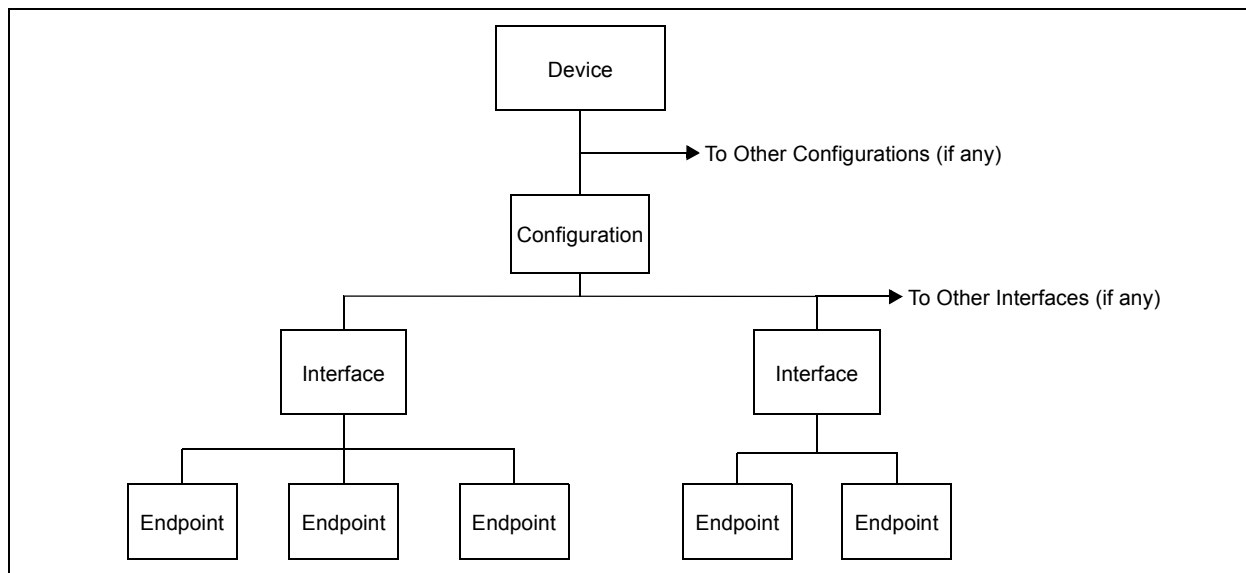 Device
To Other Configurations (if any)
Configuration
To Other Interfaces (if any)
Interface
Interface
Endpoint
Endpoint
Endpoint
Endpoint
Endpoint